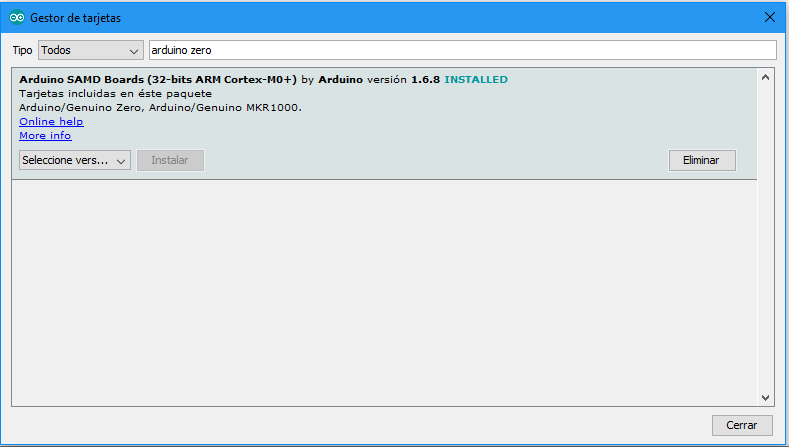 Gestor de tarjetas
Tipo Todos arduino zero
Arduino SAMD Boards (32-bits ARM Cortex-M0+) by Arduino versión 1.6.8 INSTALLED
Tarjetas incluidas en éste paquete
Arduino/Genuino Zero, Arduino/Genuino MKR1000.
Online help
More info
Seleccione vers... Instalar Eliminar
Cerrar